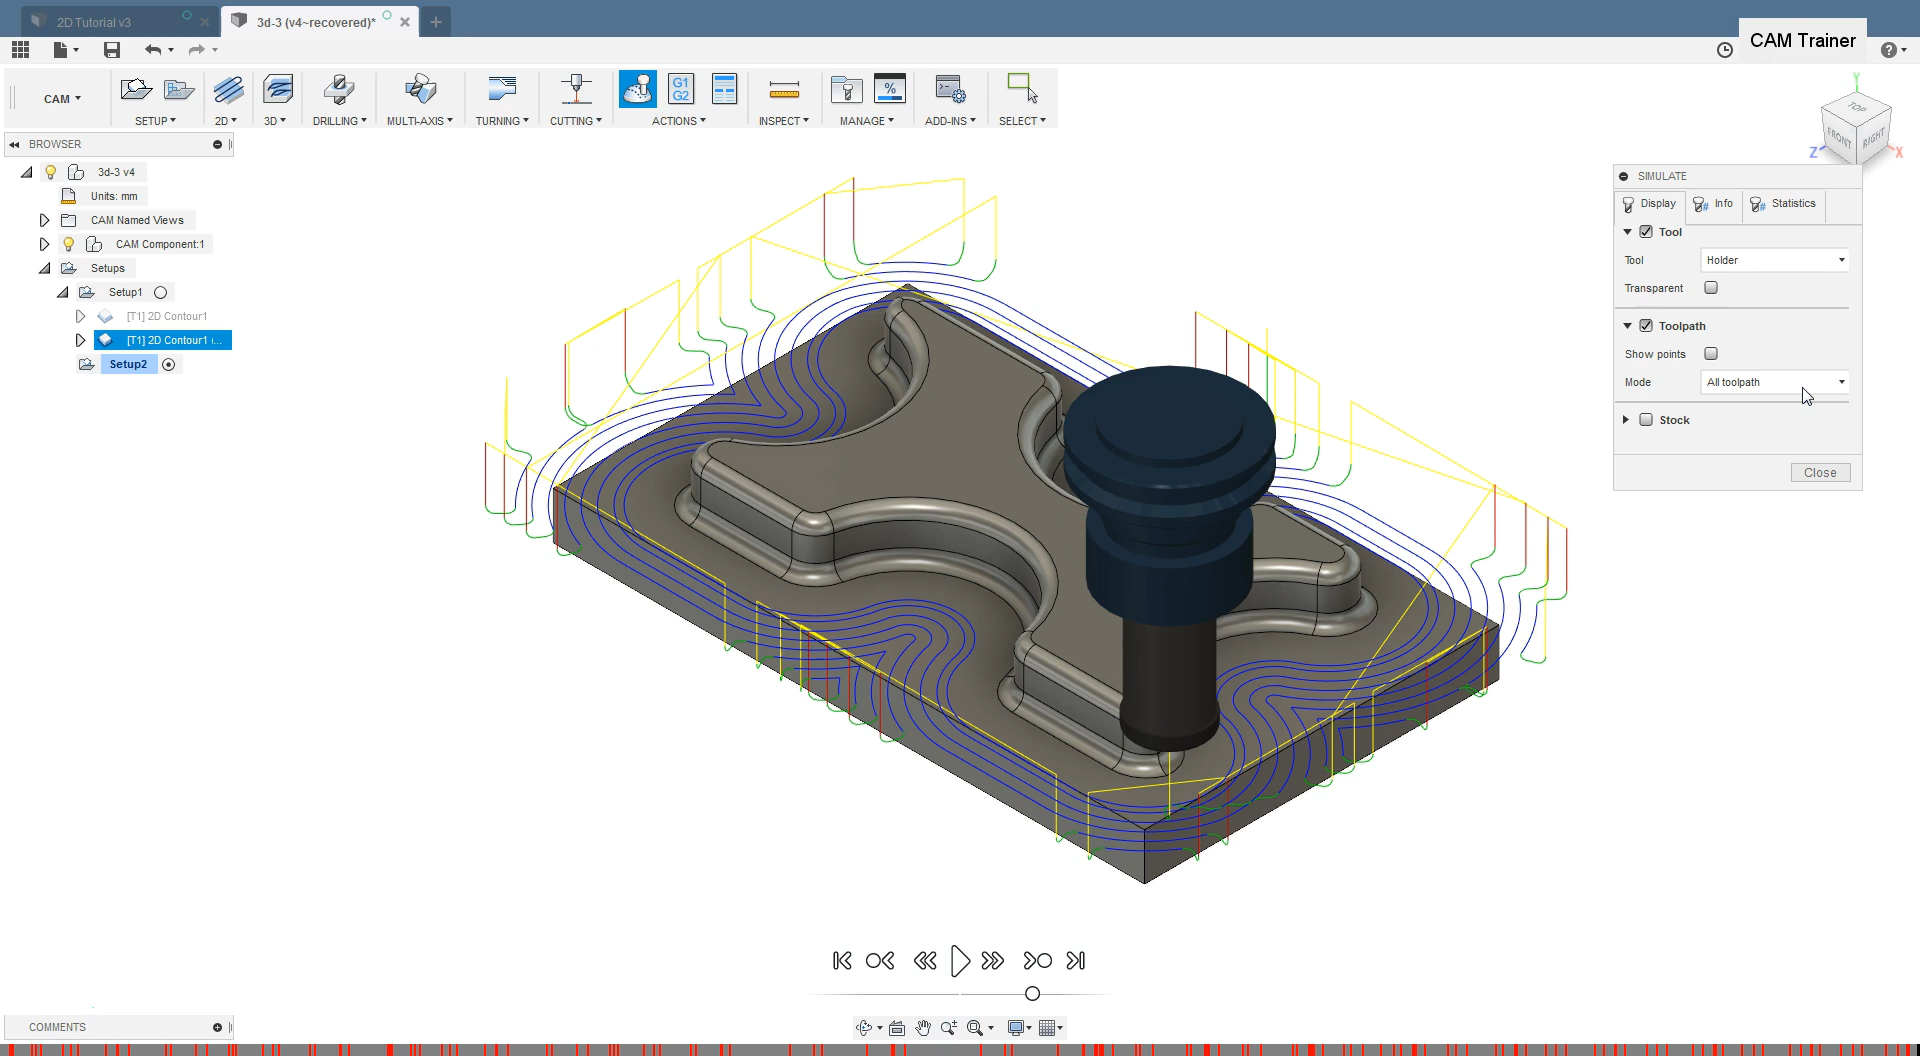 2D Tutorial v3
3d-3 (v4~recovered)*
CAM Trainer
CAM
G1
G2
%
SETUP
2D
3D
DRILLING
MULTI-AXIS
TURNING
CUTTING
ACTIONS
INSPECT
MANAGE
ADD-INS
SELECT
Y
TOP
FRONT
RIGHT
Z
X
BROWSER
3d-3 v4
Units: mm
CAM Named Views
CAM Component:1
Setups
Setup1
[T1] 2D Contour1
[T1] 2D Contour1 (...
Setup2
SIMULATE
Display
Info
Statistics
Tool
Tool
Holder
Transparent
Toolpath
Show points
Mode
All toolpath
Stock
Close
COMMENTS